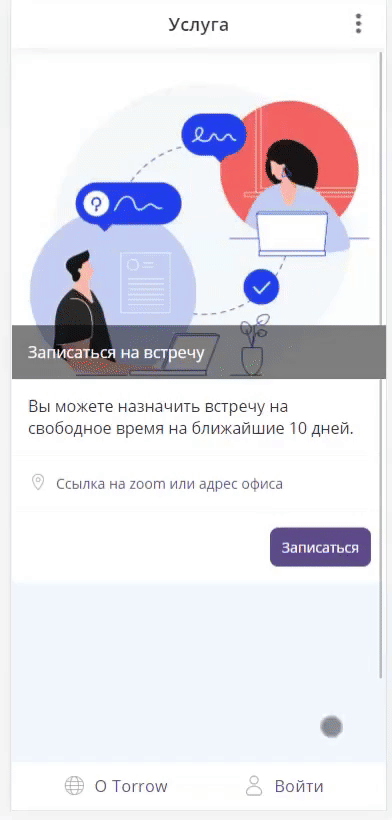 Услуга
Записаться на встречу
Вы можете назначить встречу на
свободное время на ближайшие 10 дней.
Ссылка на zoom или адрес офиса
Записаться
О Torrow
Войти